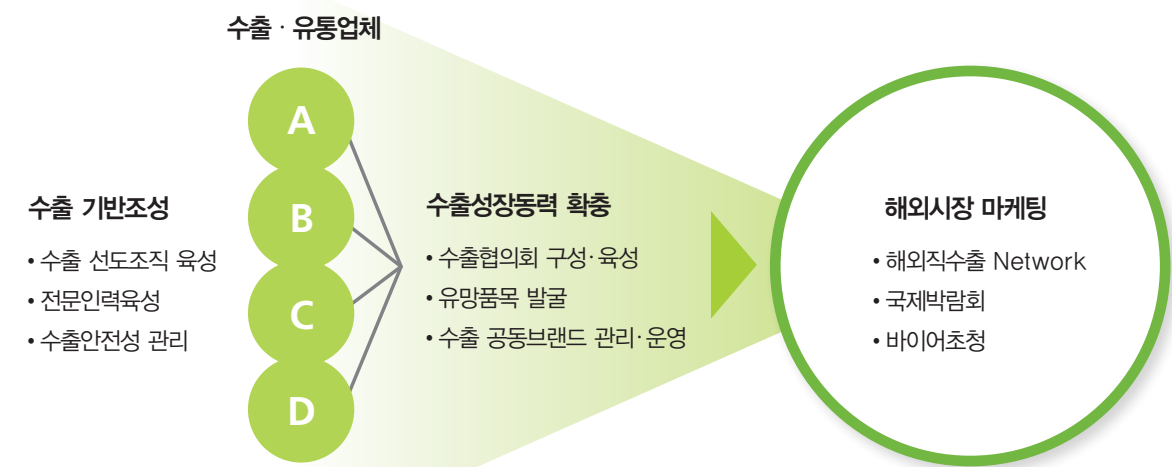 수출 · 유통업체
A
B
C
D
수출 기반조성
• 수출 선도조직 육성
• 전문인력육성
• 수출안전성 관리
수출성장동력 확충
• 수출협의회 구성·육성
• 유망품목 발굴
• 수출 공동브랜드 관리·운영
해외시장 마케팅
• 해외직수출 Network
• 국제박람회
• 바이어초청